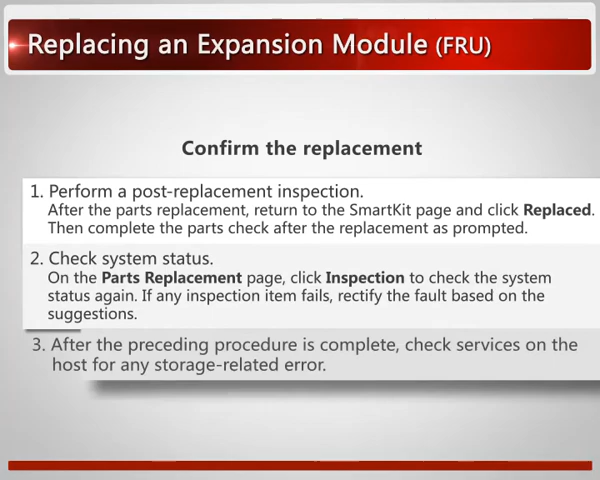 Replacing an Expansion Module (FRU)
Confirm the replacement
1. Perform a post-replacement inspection.
After the parts replacement, return to the SmartKit page and click Replaced.
Then complete the parts check after the replacement as prompted.
2. Check system status.
On the Parts Replacement page, click Inspection to check the system
status again. If any inspection item fails, rectify the fault based on the
suggestions.
3. After the preceding procedure is complete, check services on the
host for any storage-related error.